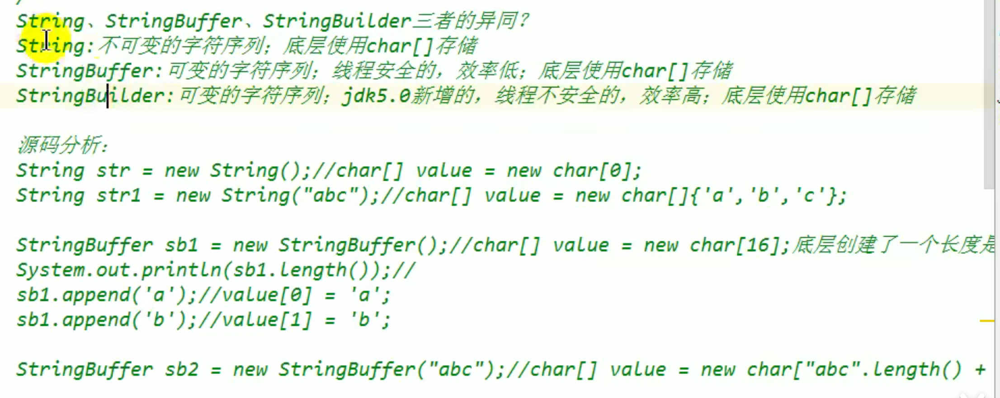 String、StringBuffer、StringBuilder三者的异同？
String:不可变的字符序列；底层使用char[]存储
StringBuffer:可变的字符序列；线程安全的，效率低；底层使用char[]存储
StringBuilder:可变的字符序列；jdk5.0新增的，线程不安全的，效率高；底层使用char[]存储
源码分析：
String str = new String();//char[] value = new char[0];
String str1 = new String("abc");//char[] value = new char[]{'a','b','c'};
StringBuffer sb1 = new StringBuffer();//char[] value = new char[16];底层创建了一个长度是
System.out.println(sb1.length());//
sb1.append('a');//value[0] = 'a';
sb1.append('b');//value[1] = 'b';
StringBuffer sb2 = new StringBuffer("abc");//char[] value = new char["abc".length() +